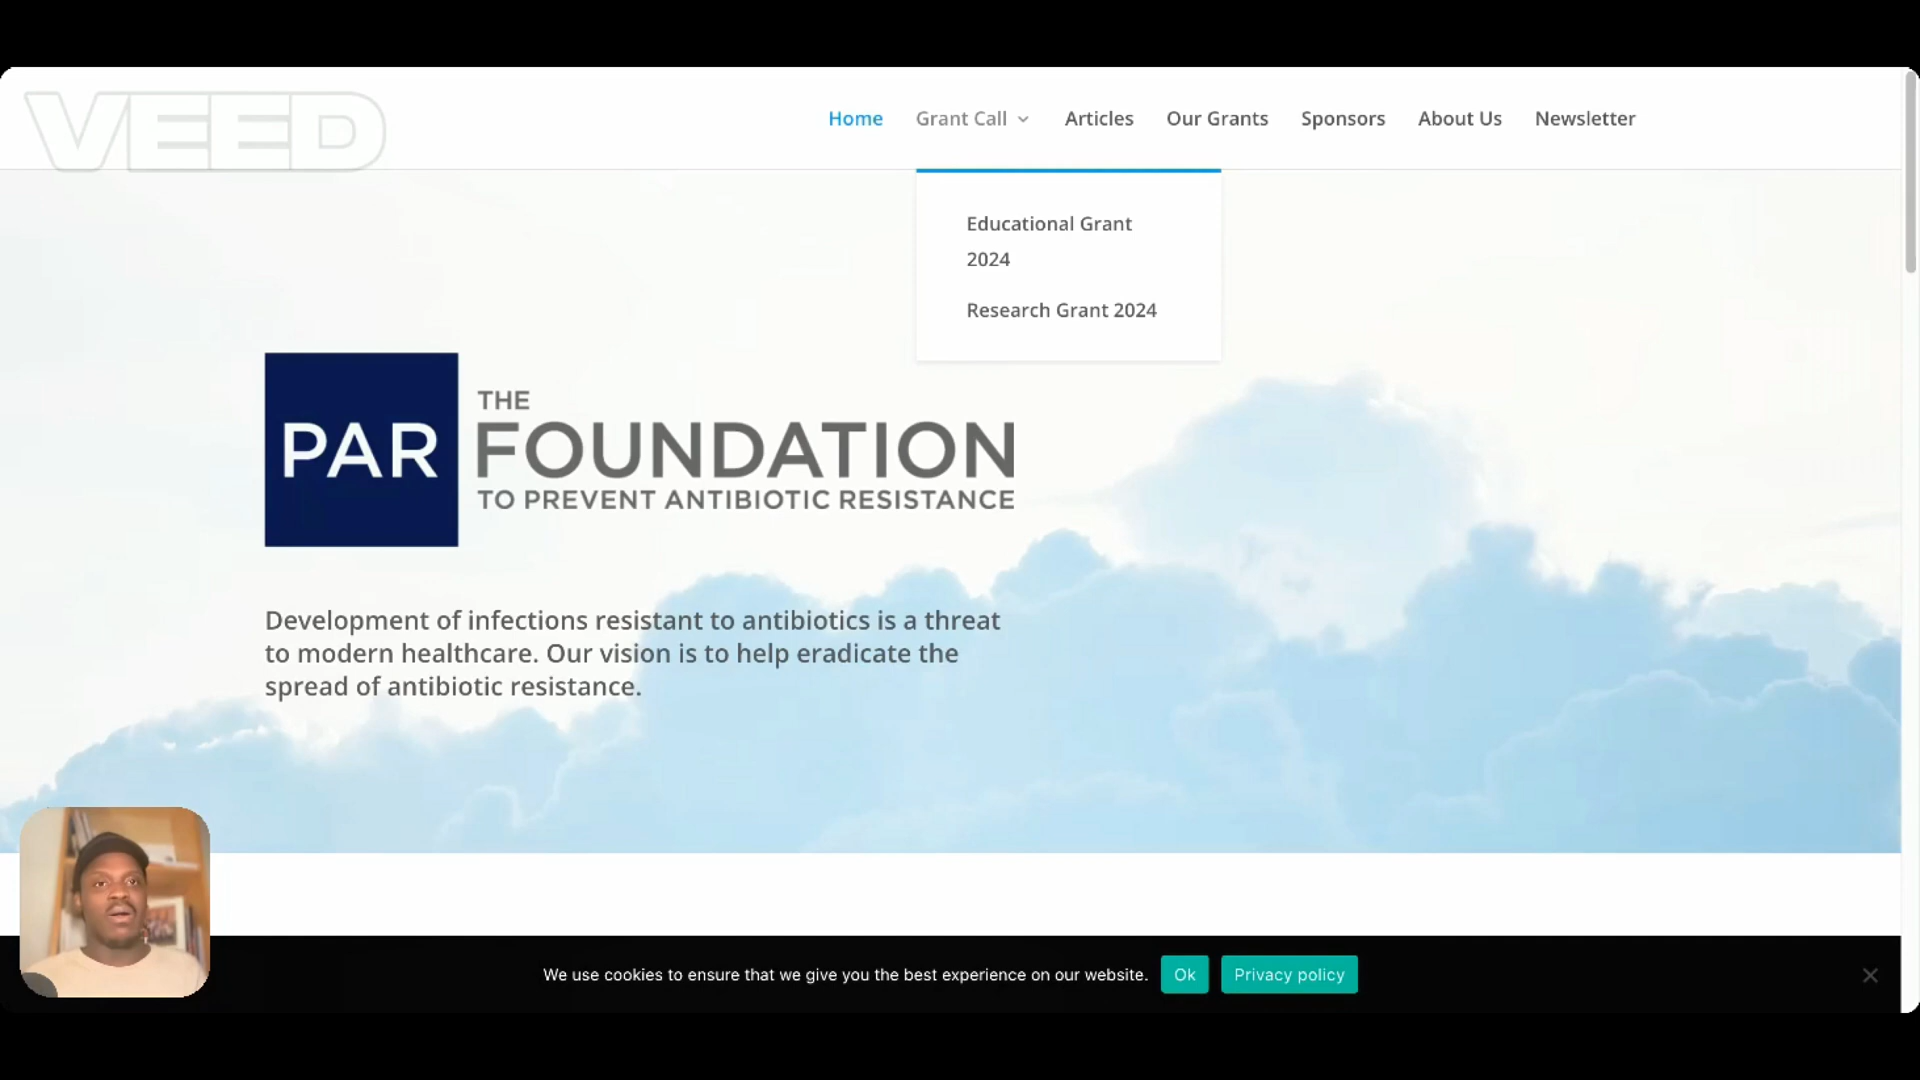 VEED
Home
Grant Call
Articles
Our Grants
Sponsors
About Us
Newsletter
Educational Grant
2024
Research Grant 2024
PAR
THE
FOUNDATION
TO PREVENT ANTIBIOTIC RESISTANCE
Development of infections resistant to antibiotics is a threat
to modern healthcare. Our vision is to help eradicate the
spread of antibiotic resistance.
We use cookies to ensure that we give you the best experience on our website.
Ok
Privacy policy